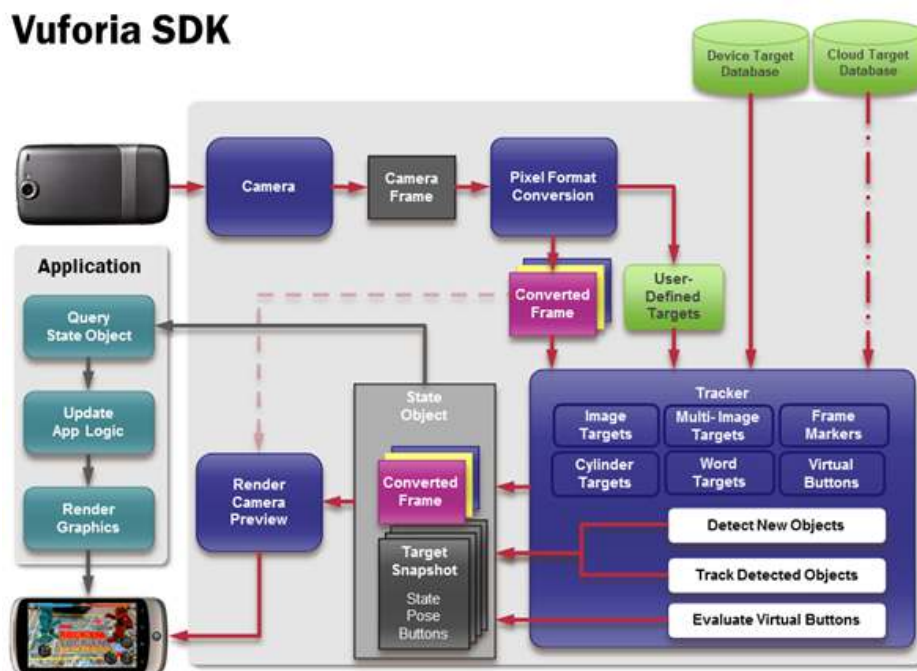 Vuforia SDK
Device Target
Database
Cloud Target
Database
Camera
Camera
Frame
Pixel Format
Conversion
Application
Query
State Object
Update
App Logic
Render
Graphics
Converted
Frame
User-
Defined
Targets
State
Object
Converted
Frame
Target
Snapshot
State
Pose
Buttons
Render
Camera
Preview
Tracker
Image
Targets
Multi-Image
Targets
Frame
Markers
Cylinder
Targets
Word
Targets
Virtual
Buttons
Detect New Objects
Track Detected Objects
Evaluate Virtual Buttons